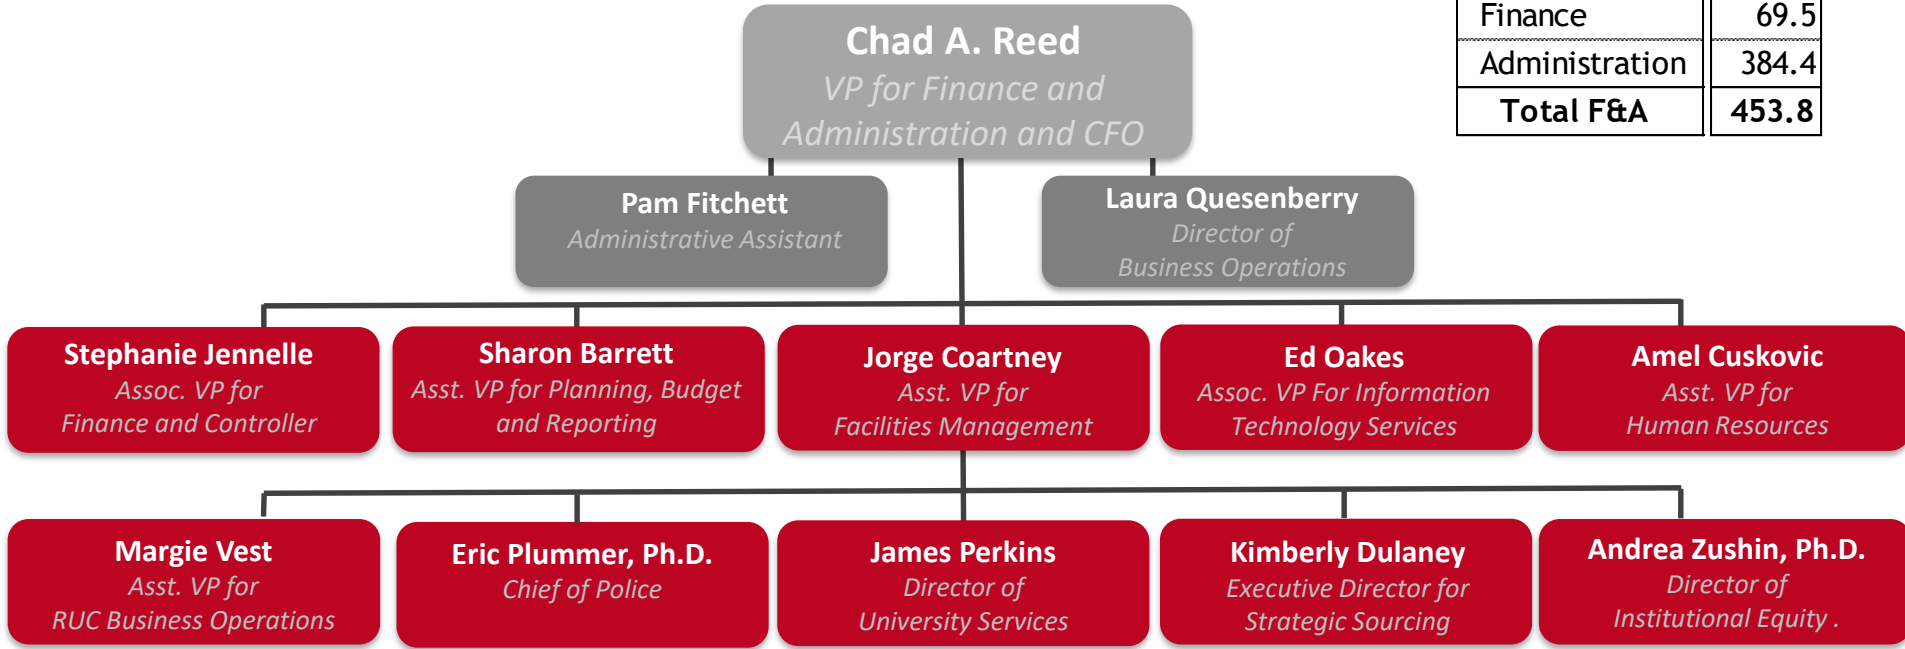 Finance 69.5
Administration 384.4
Total F&A 453.8
Chad A. Reed
VP for Finance and
Administration and CFO
Pam Fitchett
Administrative Assistant
Laura Quesenberry
Director of
Business Operations
Stephanie Jennelle
Assoc. VP for
Finance and Controller
Sharon Barrett
Asst. VP for Planning, Budget
and Reporting
Jorge Coartney
Asst. VP for
Facilities Management
Ed Oakes
Assoc. VP For Information
Technology Services
Amel Cuskovic
Asst. VP for
Human Resources
Margie Vest
Asst. VP for
RUC Business Operations
Eric Plummer, Ph.D.
Chief of Police
James Perkins
Director of
University Services
Kimberly Dulaney
Executive Director for
Strategic Sourcing
Andrea Zushin, Ph.D.
Director of
Institutional Equity .